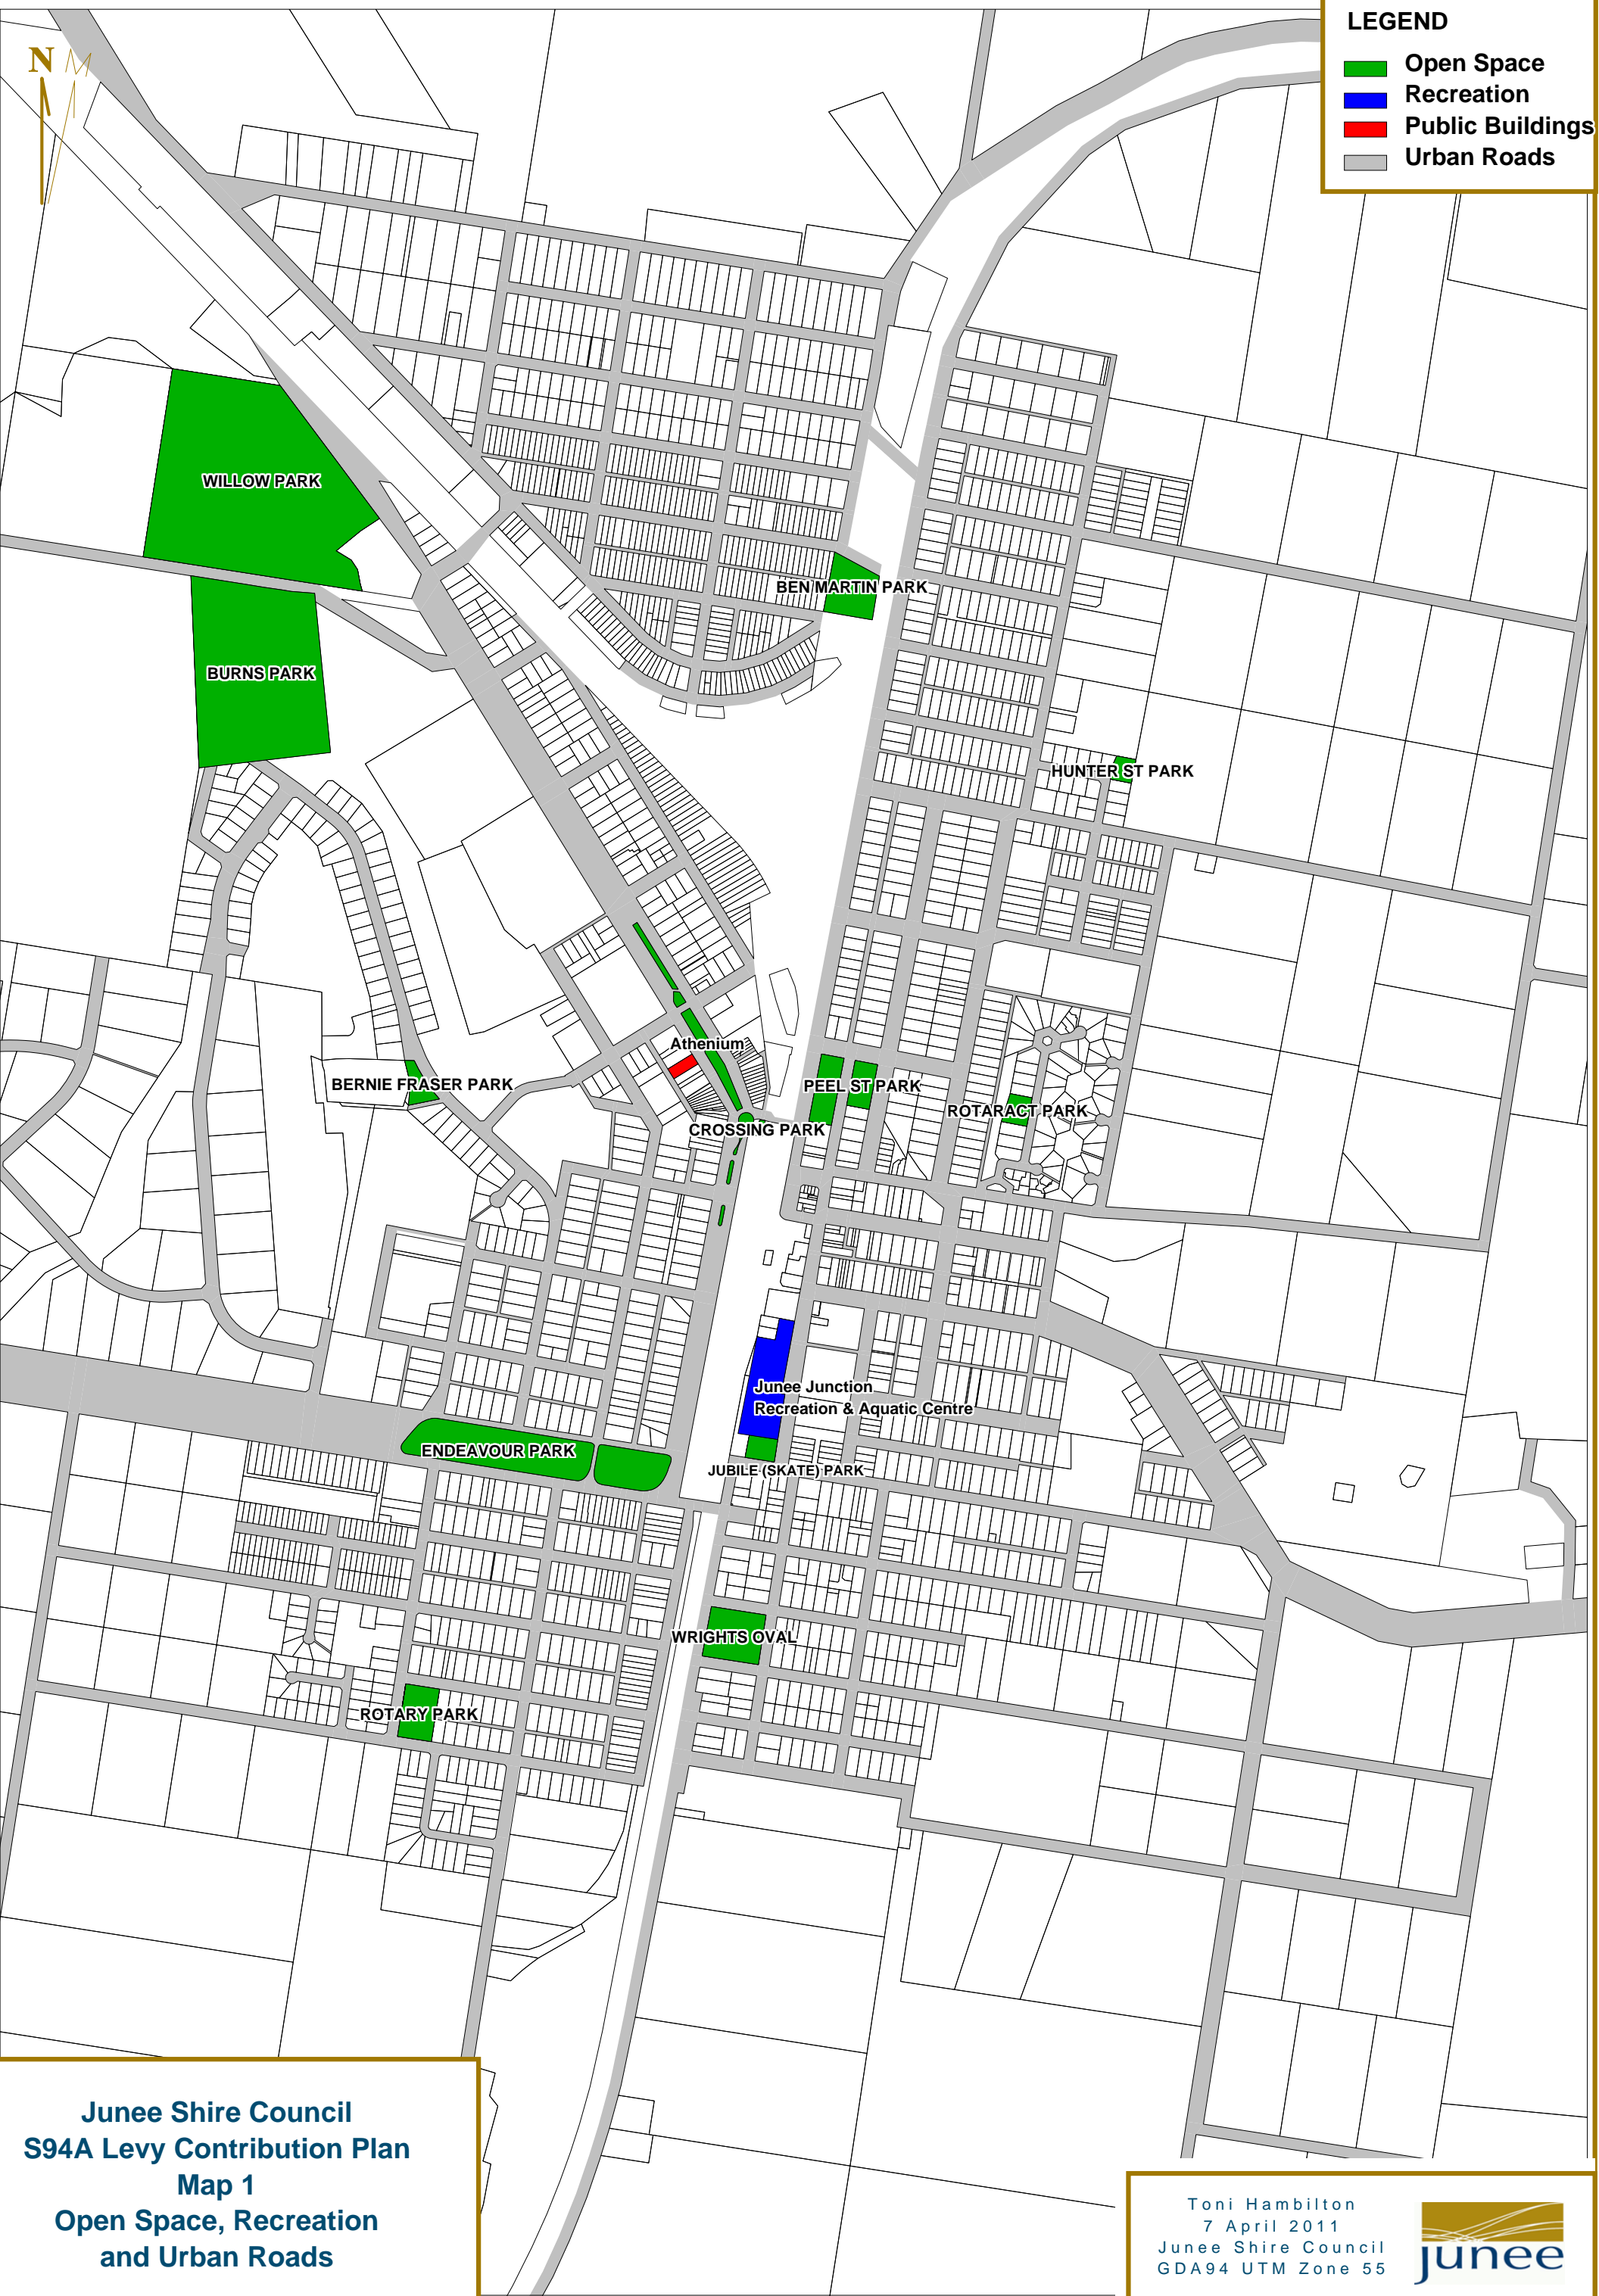 LEGEND
Open Space
Recreation
Public Buildings
Urban Roads
N
WILLOW PARK
BEN MARTIN PARK
BURNS PARK
HUNTER ST PARK
Athenium
BERNIE FRASER PARK
PEEL ST PARK
ROTARACT PARK
CROSSING PARK
Junee Junction
Recreation & Aquatic Centre
ENDEAVOUR PARK
JUBILE (SKATE) PARK
WRIGHTS OVAL
ROTARY PARK
Junee Shire Council
S94A Levy Contribution Plan
Map 1
Open Space, Recreation
and Urban Roads
Toni Hambilton
7 April 2011
Junee Shire Council
GDA94 UTM Zone 55
junee